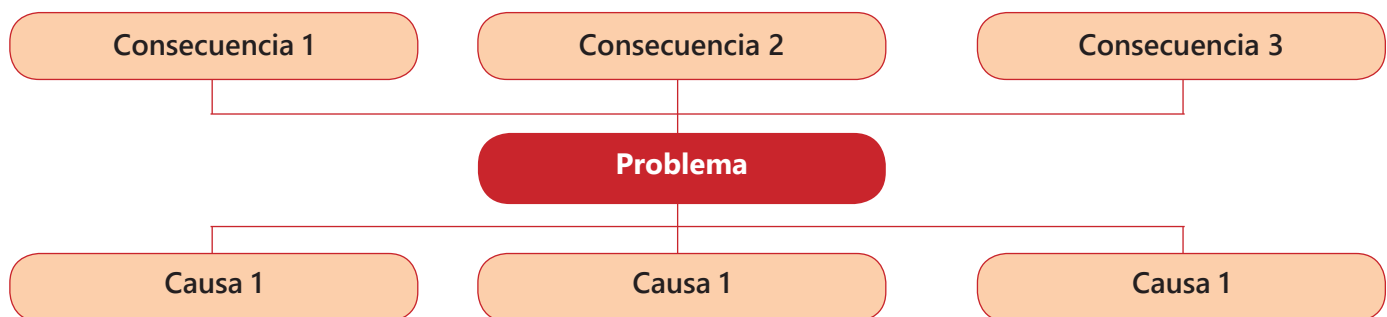 Consecuencia 1
Consecuencia 2
Consecuencia 3
Problema
Causa 1
Causa 1
Causa 1